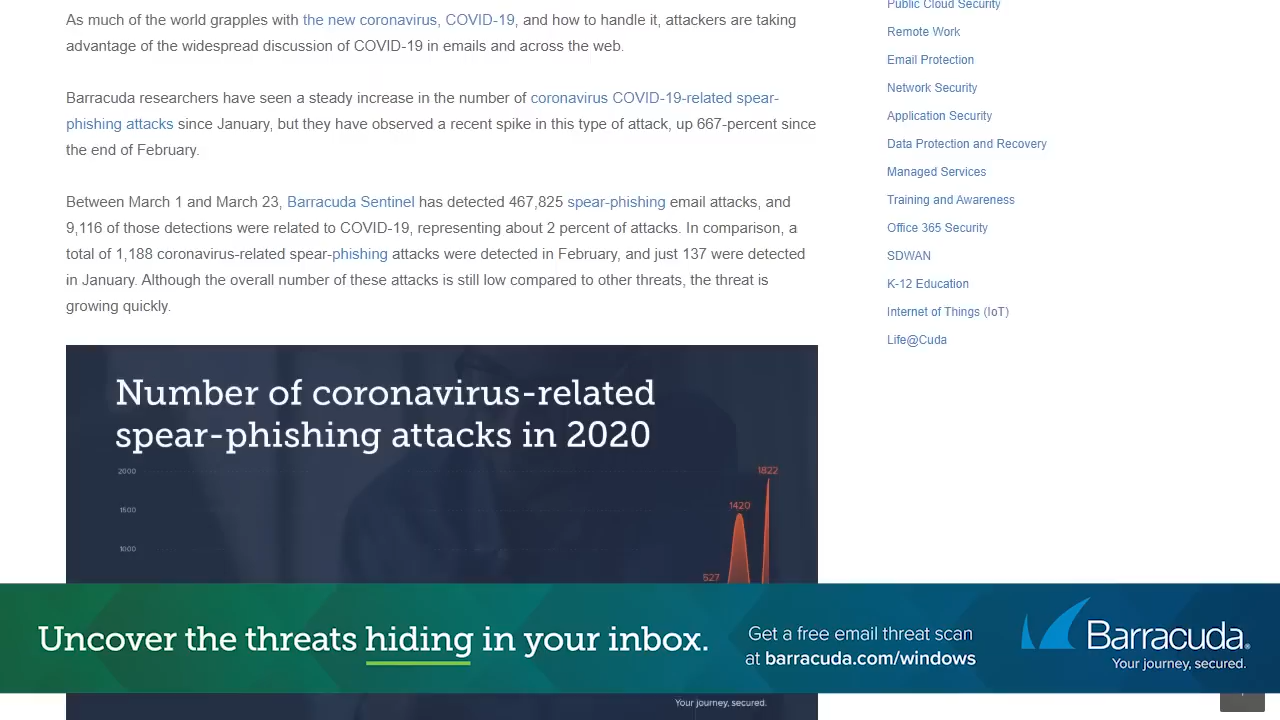 As much of the world grapples with the new coronavirus, COVID-19, and how to handle it, attackers are taking
advantage of the widespread discussion of COVID-19 in emails and across the web.
Barracuda researchers have seen a steady increase in the number of coronavirus COVID-19-related spear-
phishing attacks since January, but they have observed a recent spike in this type of attack, up 667-percent since
the end of February.
Between March 1 and March 23, Barracuda Sentinel has detected 467,825 spear-phishing email attacks, and
9,116 of those detections were related to COVID-19, representing about 2 percent of attacks. In comparison, a
total of 1,188 coronavirus-related spear-phishing attacks were detected in February, and just 137 were detected
in January. Although the overall number of these attacks is still low compared to other threats, the threat is
growing quickly.
Number of coronavirus-related
spear-phishing attacks in 2020
2000
1822
1500
1420
1000
527
Public Cloud Security
Remote Work
Email Protection
Network Security
Application Security
Data Protection and Recovery
Managed Services
Training and Awareness
Office 365 Security
SDWAN
K-12 Education
Internet of Things (IoT)
Life@Cuda
Uncover the threats hiding in your inbox.
Get a free email threat scan
at barracuda.com/windows
Barracuda®
Your journey, secured.
Your journey, secured.